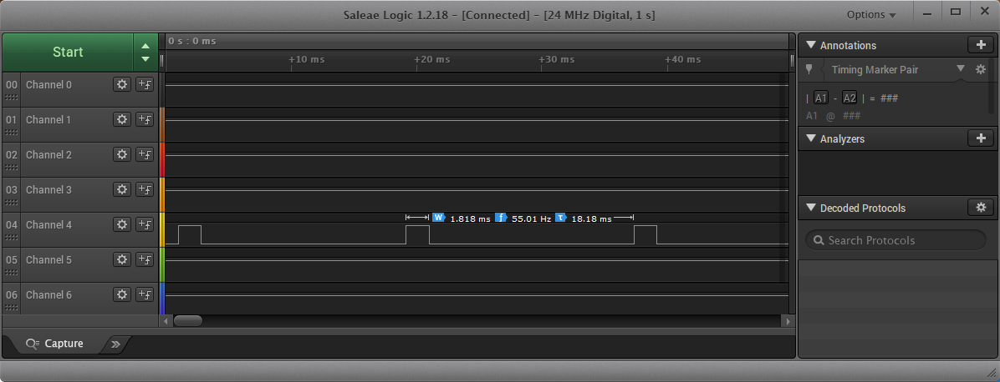 Saleae Logic 1.2.18 - [Connected] - [24 MHz Digital, 1 s]
Options
Start
0 s : 0 ms
+10 ms +20 ms +30 ms +40 ms
00 Channel 0
01 Channel 1
02 Channel 2
03 Channel 3
04 Channel 4
W 1.818 ms f 55.01 Hz τ 18.18 ms
05 Channel 5
06 Channel 6
Capture
Annotations
Timing Marker Pair
| A1 - A2 | = ###
A1 @ ###
Analyzers
Decoded Protocols
Search Protocols